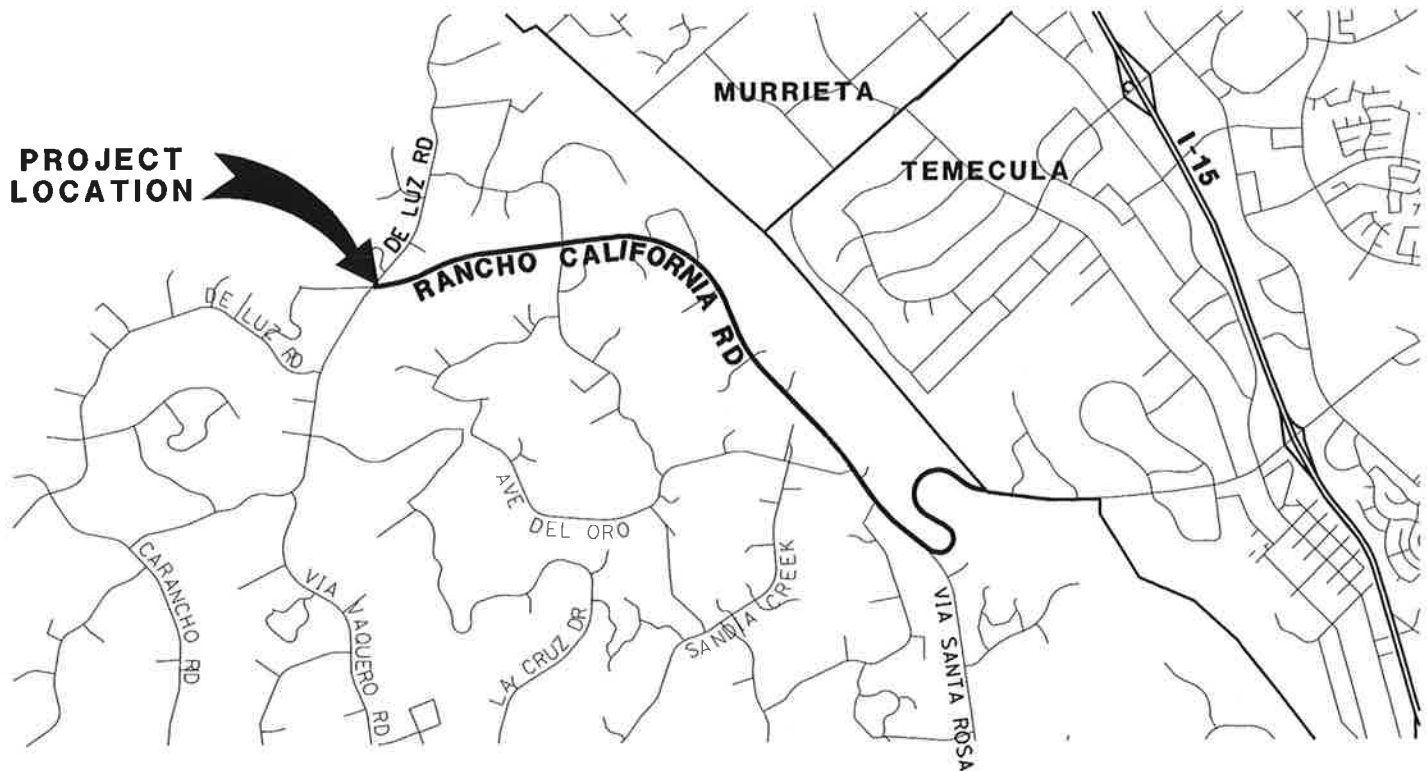 MURRIETA
I-15
PROJECT
LOCATION
DE LUZ RD
TEMECULA
RANCHO CALIFORNIA RD
DE LUZ RD
AVE DEL ORO
CARANCHO RD
VIA VAQUERO RD
LA CRUZ DR
SANDIA CREEK
VIA SANTA ROSA